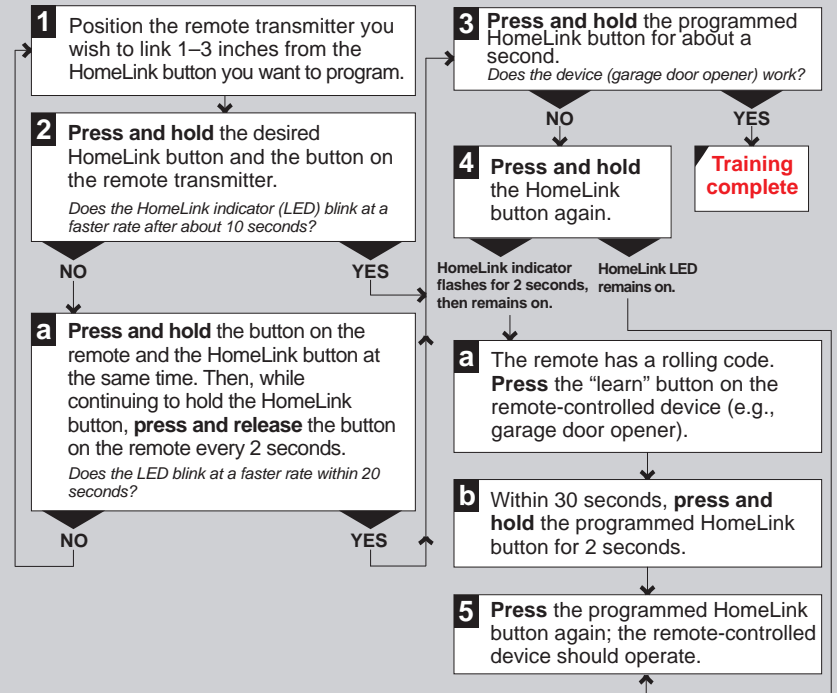 1
Position the remote transmitter you
wish to link 1–3 inches from the
HomeLink button you want to program.
2
Press and hold the desired
HomeLink button and the button on
the remote transmitter.
Does the HomeLink indicator (LED) blink at a
faster rate after about 10 seconds?
NO
YES
a
Press and hold the button on the
remote and the HomeLink button at
the same time. Then, while
continuing to hold the HomeLink
button, press and release the button
on the remote every 2 seconds.
Does the LED blink at a faster rate within 20
seconds?
NO
YES
3
Press and hold the programmed
HomeLink button for about a
second.
Does the device (garage door opener) work?
NO
YES
4
Press and hold
the HomeLink
button again.
Training
complete
HomeLink indicator
flashes for 2 seconds,
then remains on.
HomeLink LED
remains on.
a
The remote has a rolling code.
Press the “learn” button on the
remote-controlled device (e.g.,
garage door opener).
b
Within 30 seconds, press and
hold the programmed HomeLink
button for 2 seconds.
5
Press the programmed HomeLink
button again; the remote-controlled
device should operate.